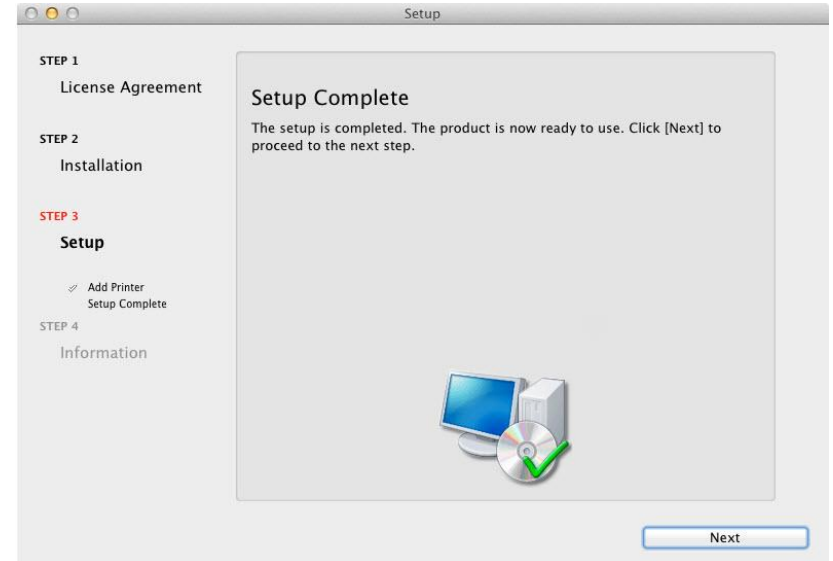 Setup
STEP 1
License Agreement
STEP 2
Installation
STEP 3
Setup
Add Printer
Setup Complete
STEP 4
Information
Setup Complete
The setup is completed. The product is now ready to use. Click [Next] to
proceed to the next step.
Next